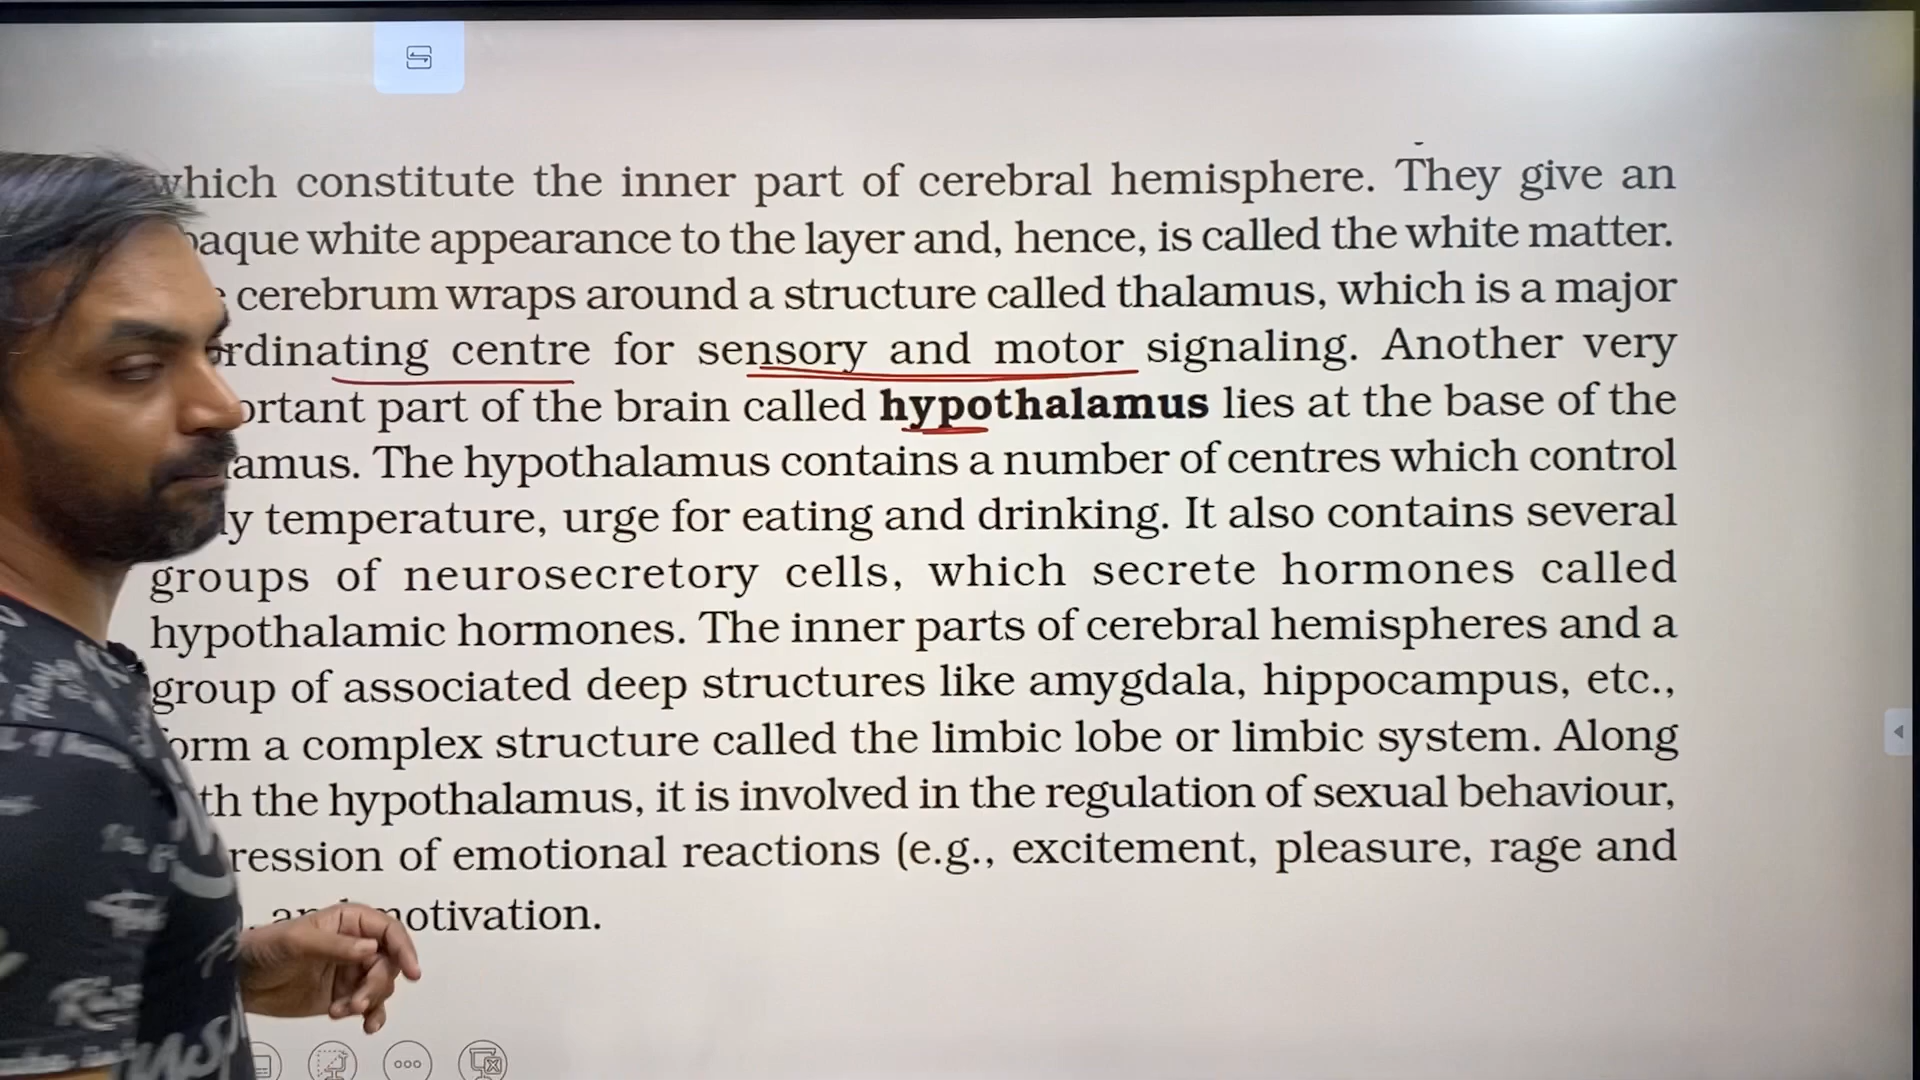 which constitute the inner part of cerebral hemisphere. They give an
paque white appearance to the layer and, hence, is called the white matter.
cerebrum wraps around a structure called thalamus, which is a major
rdinating centre for sensory and motor signaling. Another very
ortant part of the brain called hypothalamus lies at the base of the
lamus. The hypothalamus contains a number of centres which control
temperature, urge for eating and drinking. It also contains several
groups of neurosecretory cells, which secrete hormones called
hypothalamic hormones. The inner parts of cerebral hemispheres and a
group of associated deep structures like amygdala, hippocampus, etc.,
form a complex structure called the limbic lobe or limbic system. Along
th the hypothalamus, it is involved in the regulation of sexual behaviour,
ression of emotional reactions (e.g., excitement, pleasure, rage and
and motivation.